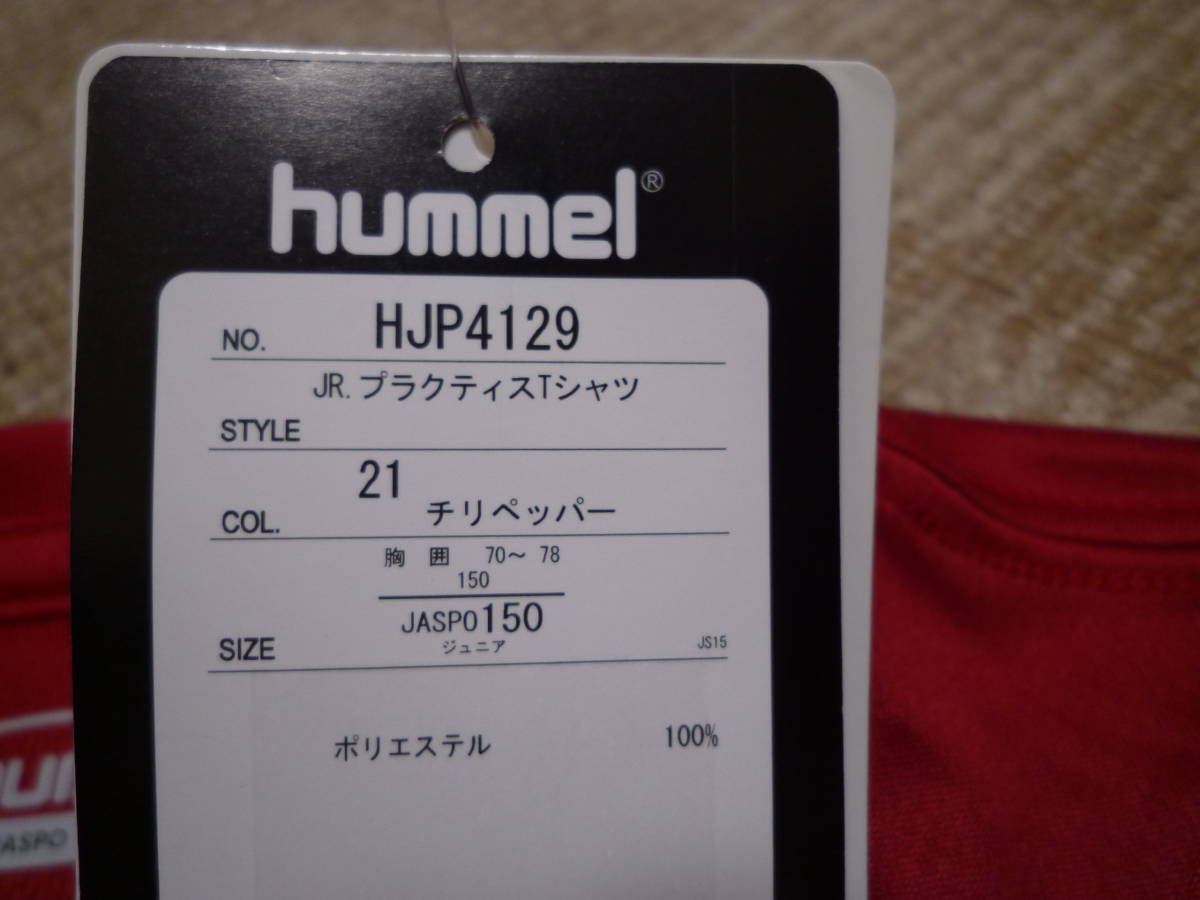 hummel®
NO. HJP4129
JR.プラクティスTシャツ
STYLE
21
COL. チリペッパー
胸 囲 70～ 78
150
JASPO150
SIZE ジュニア JS15
ポリエステル 100%
JASPO